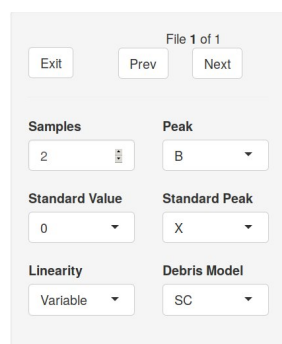 File 1 of 1
Exit Prev Next
Samples Peak
2 B
Standard Value Standard Peak
0 X
Linearity Debris Model
Variable SC